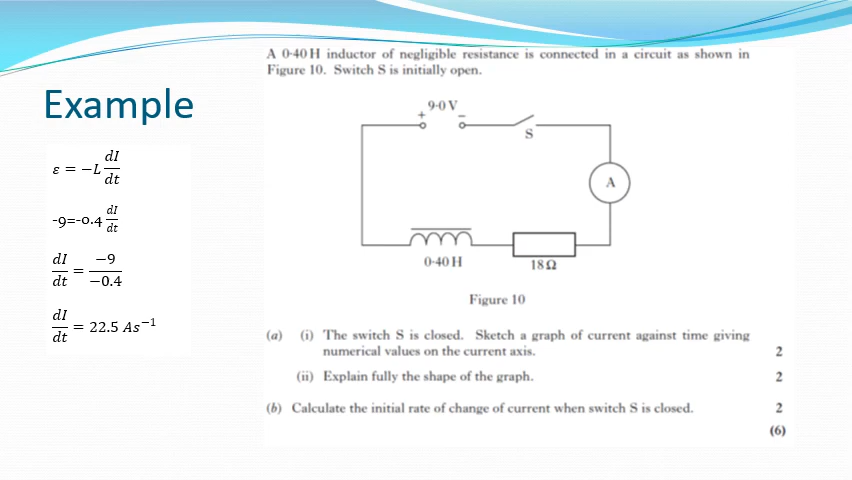 Example
ε = −L dI/dt
-9=-0.4 dI/dt
dI/dt = −9/−0.4
dI/dt = 22.5 As⁻¹
A 0·40 H inductor of negligible resistance is connected in a circuit as shown in
Figure 10. Switch S is initially open.
9·0 V
+ −
S
A
0·40 H
18 Ω
Figure 10
(a) (i) The switch S is closed. Sketch a graph of current against time giving
numerical values on the current axis. 2
(ii) Explain fully the shape of the graph. 2
(b) Calculate the initial rate of change of current when switch S is closed. 2
(6)